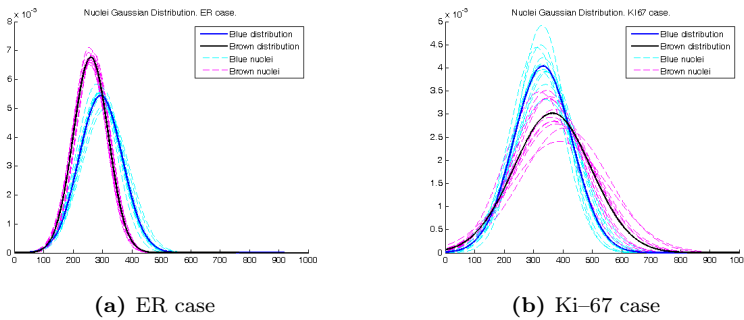 Nuclei Gaussian Distribution. ER case.
8 x 10⁻³
Blue distribution
Brown distribution
Blue nuclei
Brown nuclei
7
6
5
4
3
2
1
0
0 100 200 300 400 500 600 700 800 900 1000
(a) ER case
Nuclei Gaussian Distribution. KI67 case.
5 x 10⁻³
Blue distribution
Brown distribution
Blue nuclei
Brown nuclei
4.5
4
3.5
3
2.5
2
1.5
1
0.5
0
0 100 200 300 400 500 600 700 800 900 100
(b) Ki–67 case